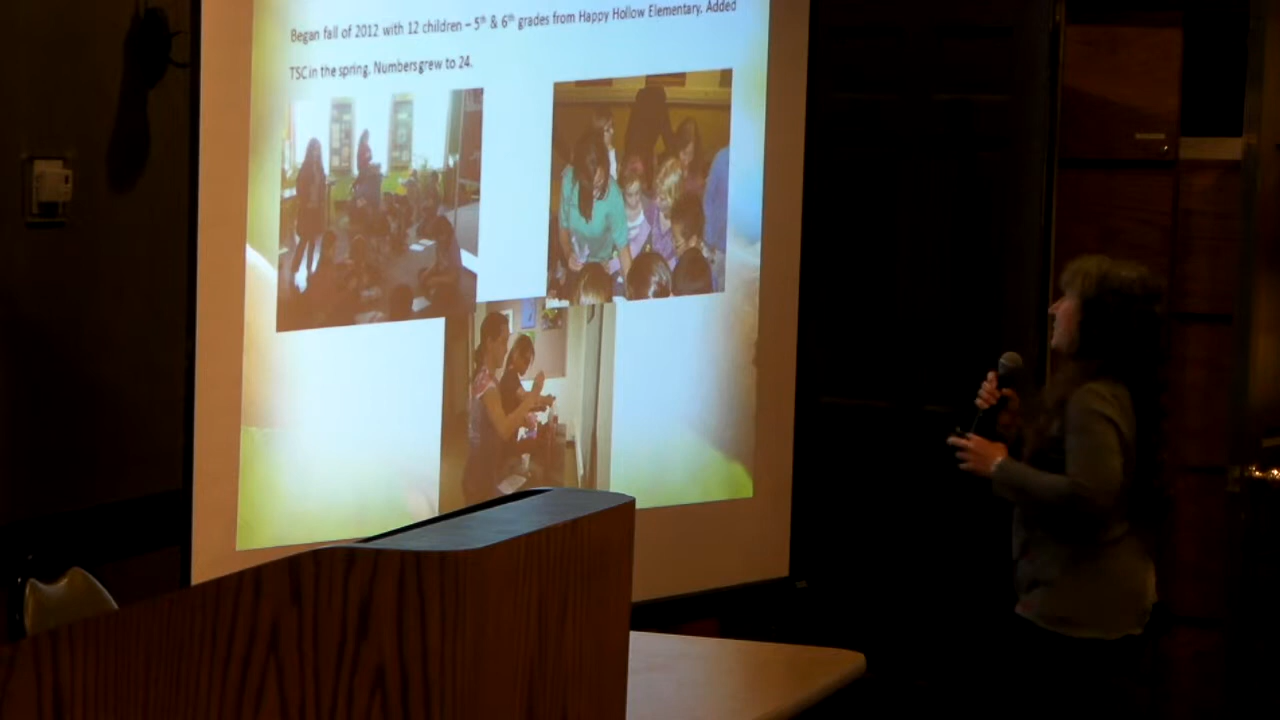 Began fall of 2012 with 12 children – 5th & 6th grades from Happy Hollow Elementary. Added
TSC in the spring. Numbers grew to 24.